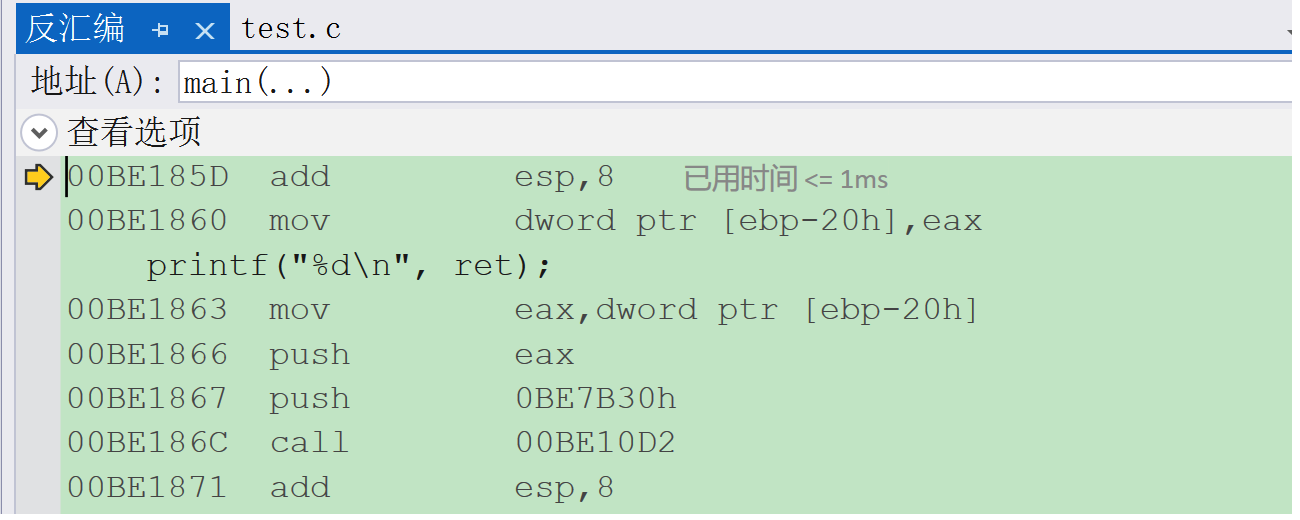 反汇编 test.c
地址(A): main(...)
查看选项
00BE185D add esp,8 已用时间 <= 1ms
00BE1860 mov dword ptr [ebp-20h],eax
printf("%d\n", ret);
00BE1863 mov eax,dword ptr [ebp-20h]
00BE1866 push eax
00BE1867 push 0BE7B30h
00BE186C call 00BE10D2
00BE1871 add esp,8